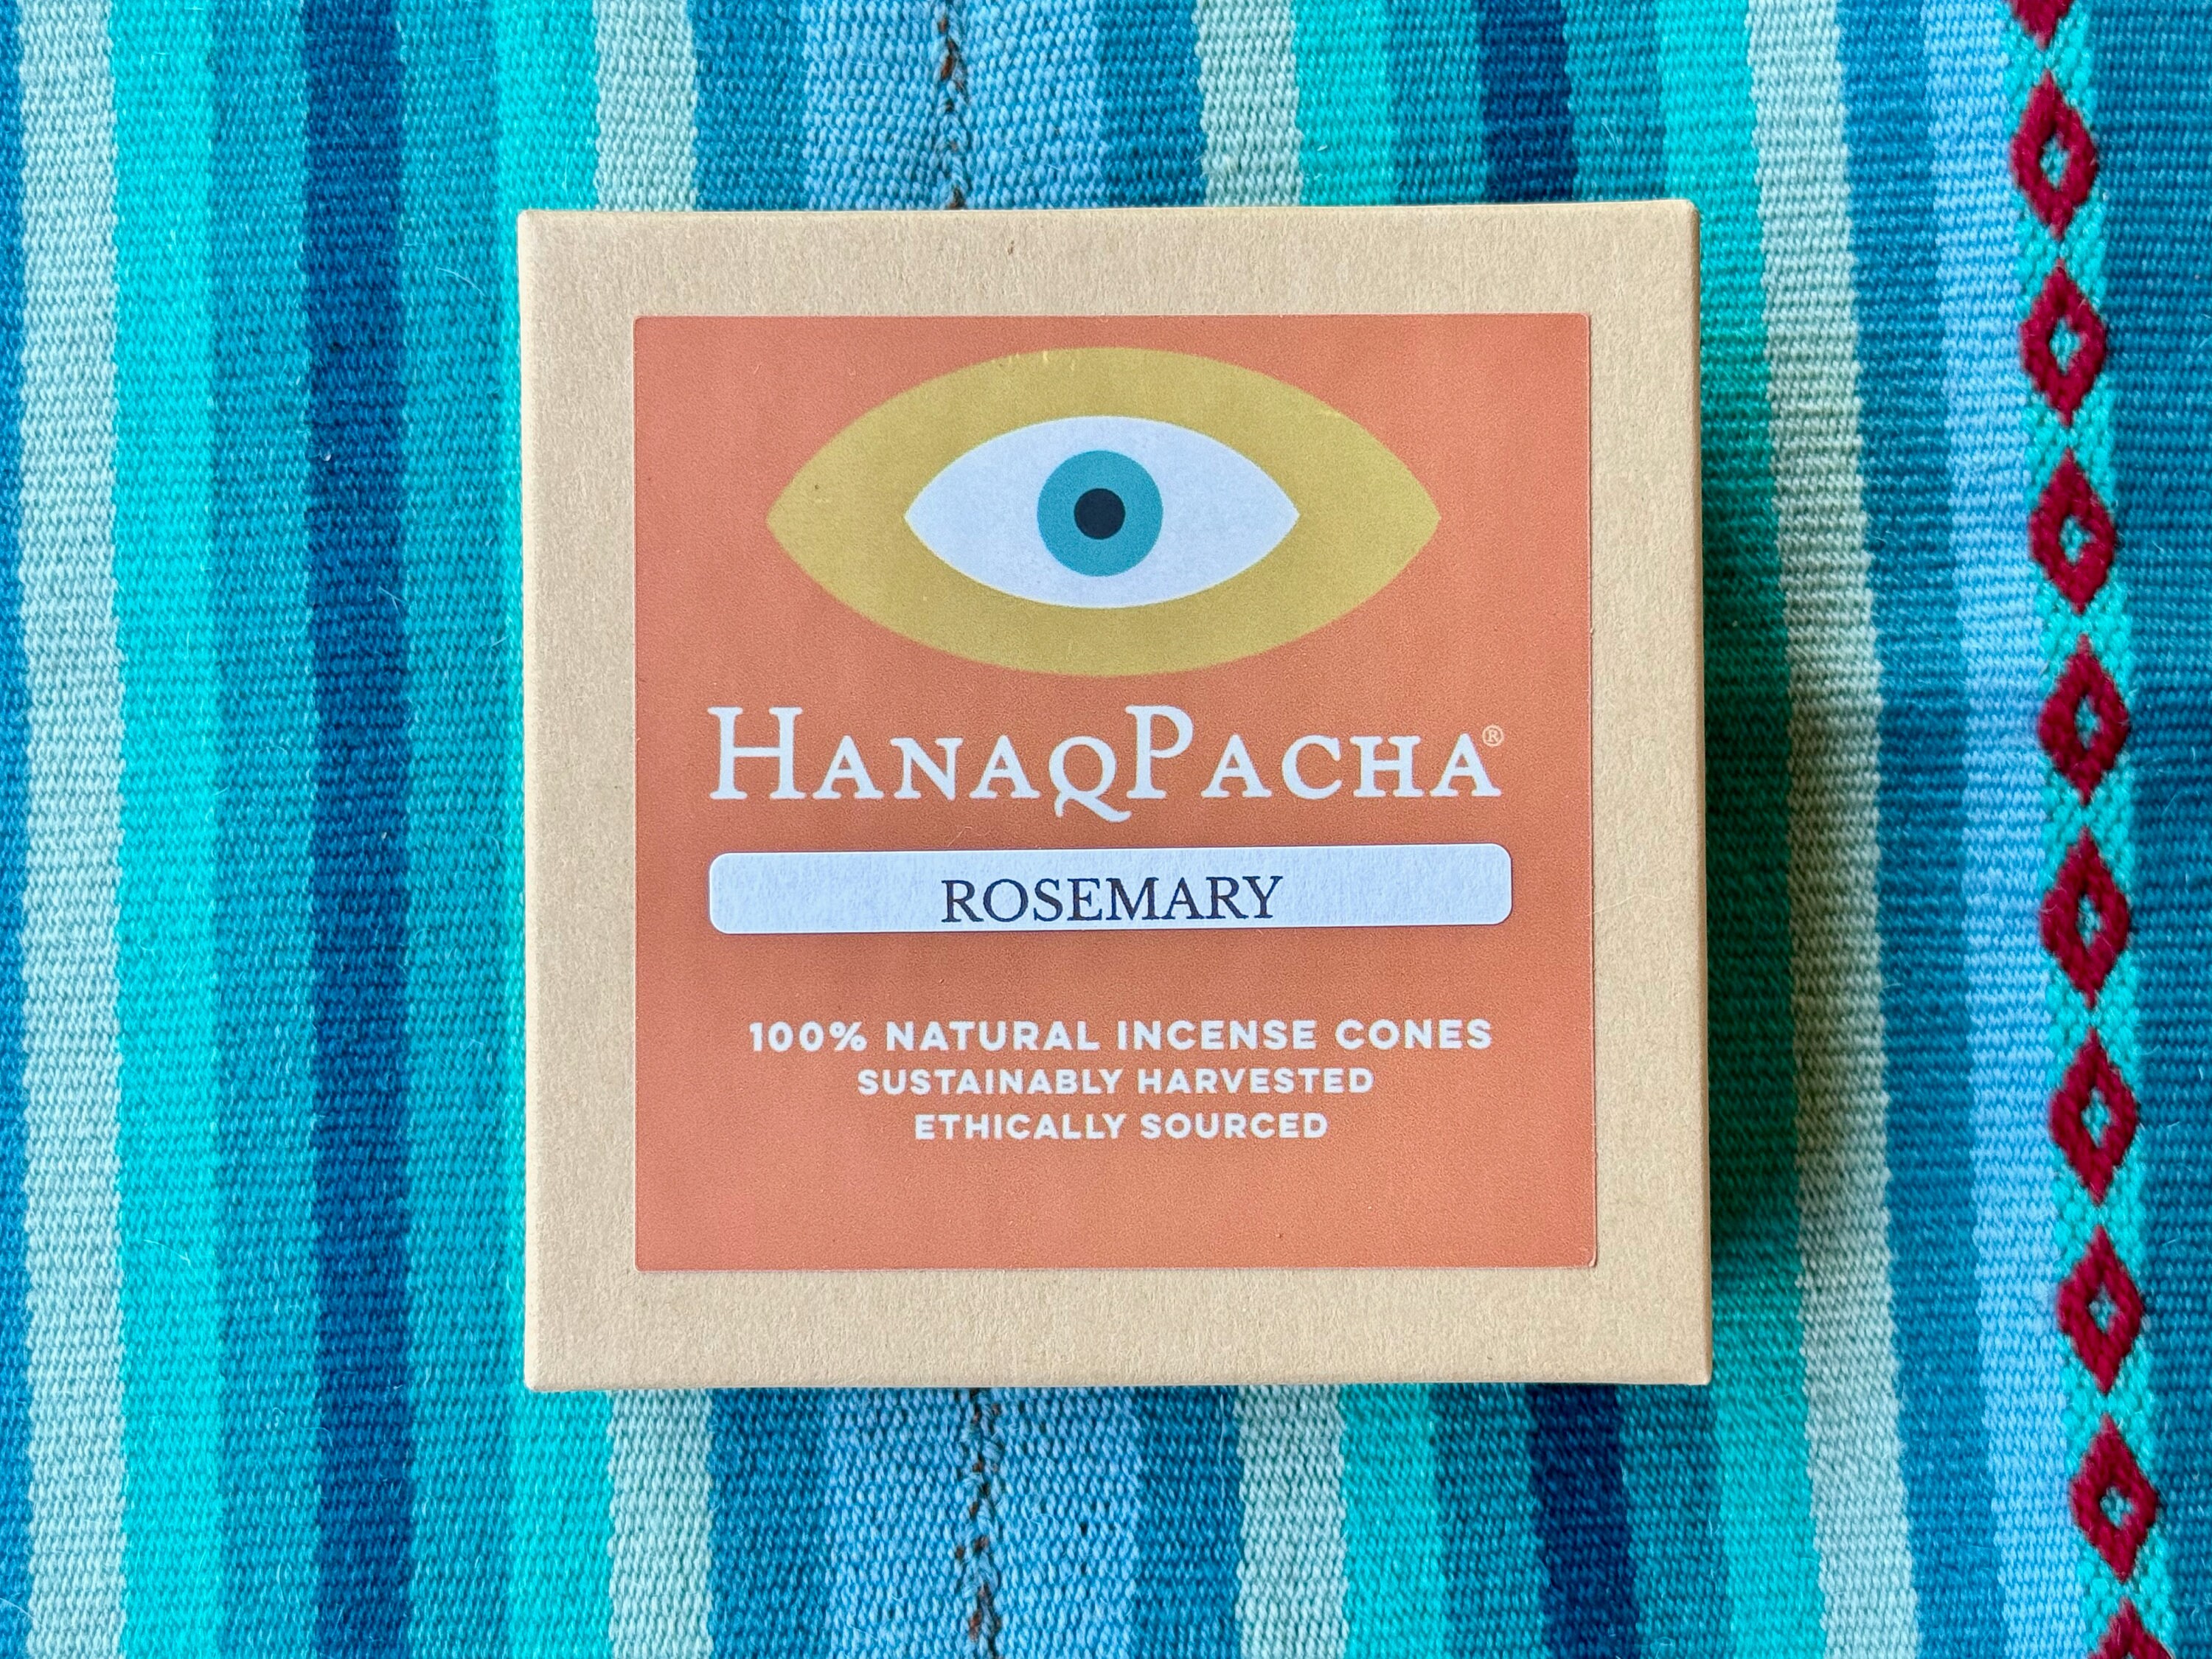 HANAQPACHA®
ROSEMARY
100% NATURAL INCENSE CONES
SUSTAINABLY HARVESTED
ETHICALLY SOURCED